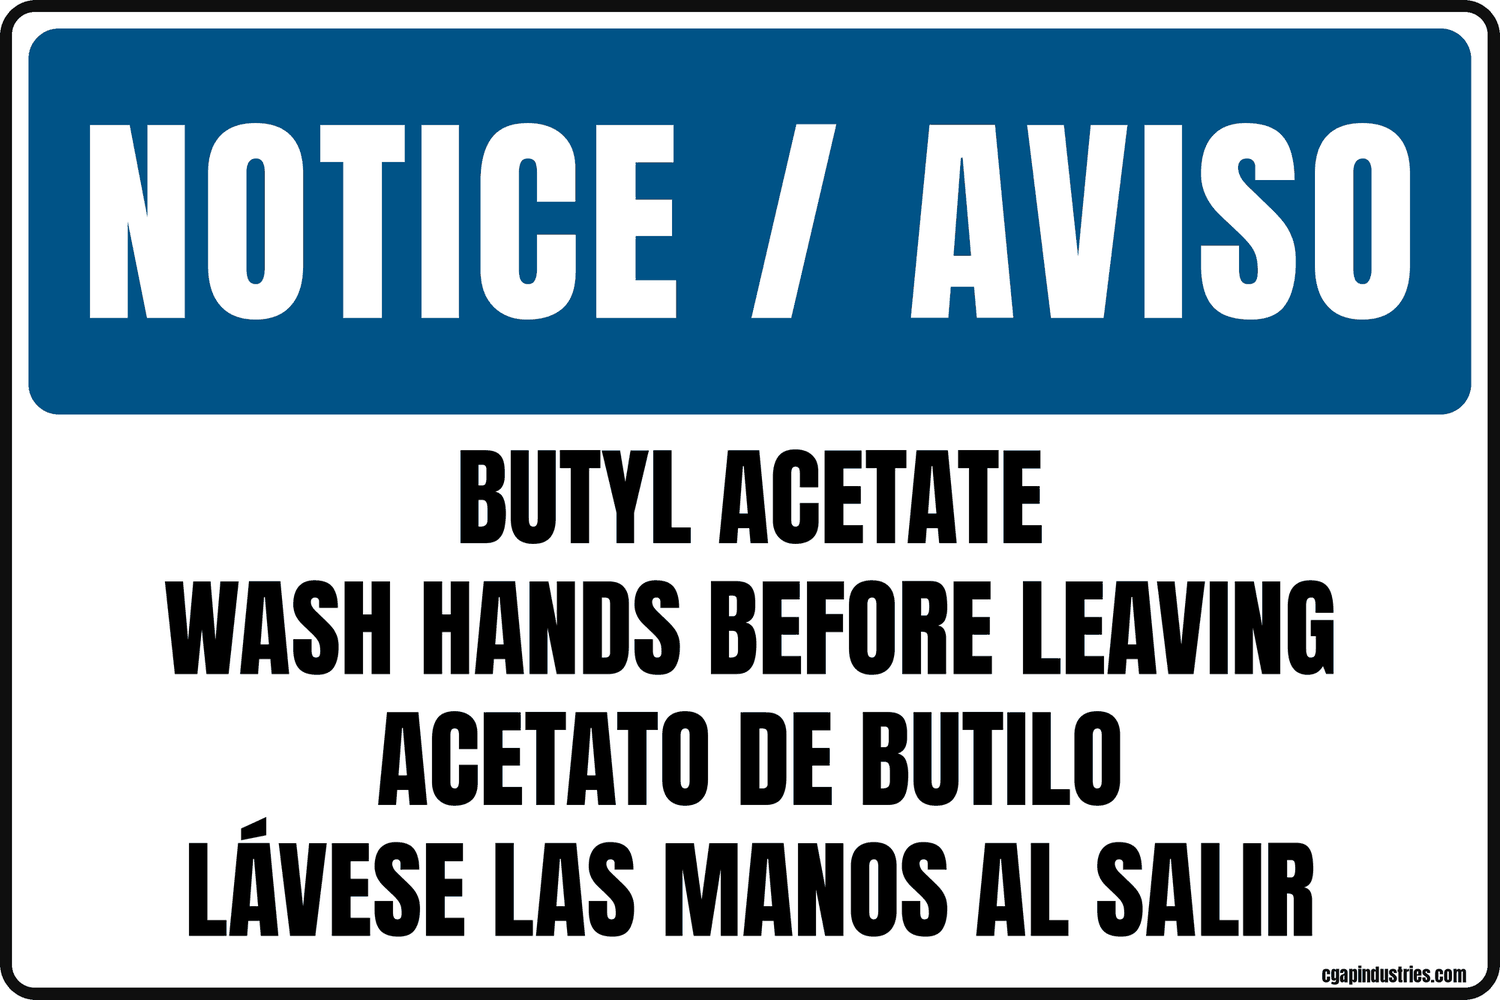 NOTICE / AVISO
BUTYL ACETATE
WASH HANDS BEFORE LEAVING
ACETATO DE BUTILO
LÁVESE LAS MANOS AL SALIR
cgapindustries.com